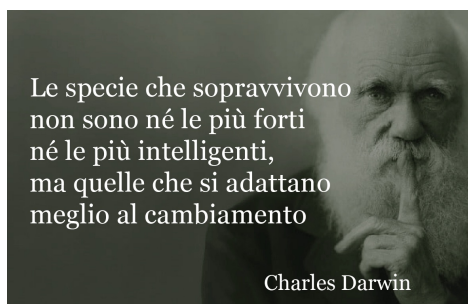 Le specie che sopravvivono
non sono né le più forti
né le più intelligenti,
ma quelle che si adattano
meglio al cambiamento
Charles Darwin